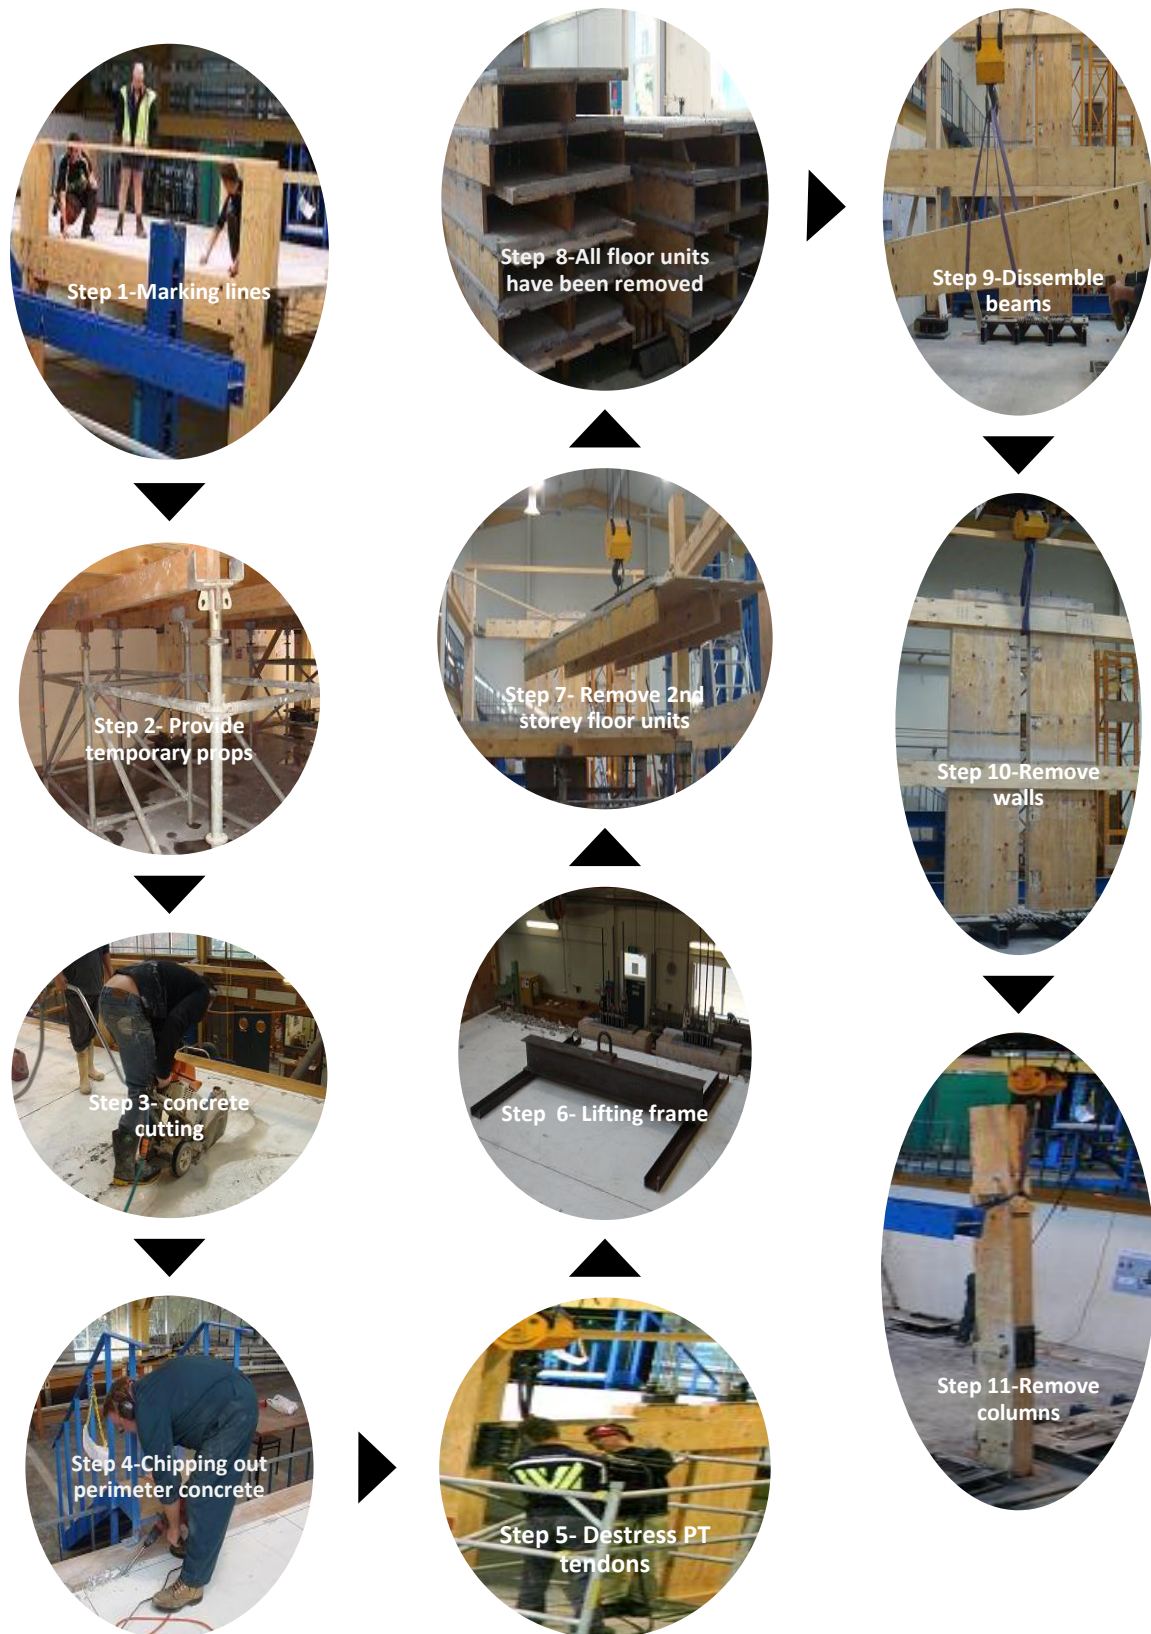 Step 1-Marking lines
Step 2- Provide
temporary props
Step 3- concrete
cutting
Step 4-Chipping out
perimeter concrete
Step 5- Destress PT
tendons
Step  6- Lifting frame
Step 7- Remove 2nd
storey floor units
Step  8-All floor units
have been removed
Step 9-Dissemble
beams
Step 10-Remove
walls
Step 11-Remove
columns